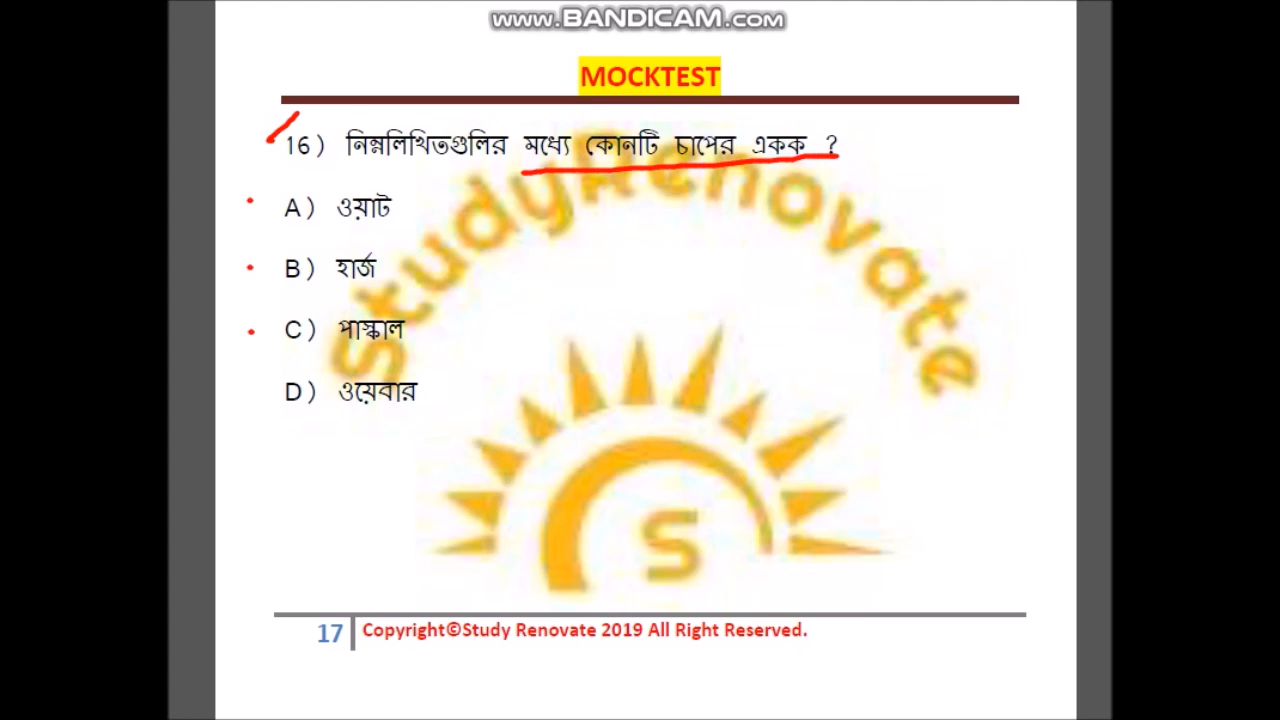 WWW.BANDICAM.COM
MOCKTEST
16) নিম্নলিখিতগুলির মধ্যে কোনটি চাপের একক ?
A) ওয়াট
B) হার্জ
C) পাস্কাল
D) ওয়েবার
StudyRenovate
S
17 Copyright©Study Renovate 2019 All Right Reserved.